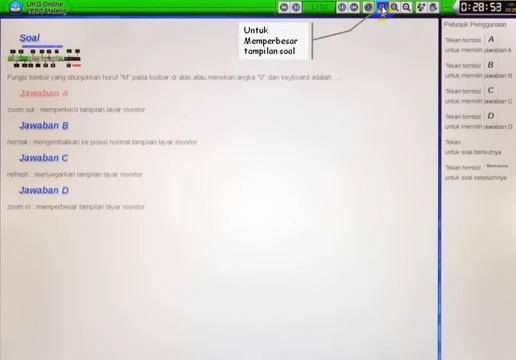 UKG Online
VEDC Malang
1 / 50
0:28:53
Untuk
Memperbesar
tampilan soal
Soal
Fungsi tombol yang ditunjukkan huruf "M" pada toolbar di atas atau menekan angka "0" dari keyboard adalah ....
Jawaban A
zoom out : memperkecil tampilan layar monitor
Jawaban B
normal : mengembalikan ke posisi normal tampilan layar monitor
Jawaban C
refresh : menyegarkan tampilan layar monitor
Jawaban D
zoom in : memperbesar tampilan layar monitor
Petunjuk Penggunaan
Tekan tombol A
untuk memilih jawaban A
Tekan tombol B
untuk memilih jawaban B
Tekan tombol C
untuk memilih jawaban C
Tekan tombol D
untuk memilih jawaban D
Tekan
untuk soal berikutnya
Tekan tombol
untuk soal sebelumnya